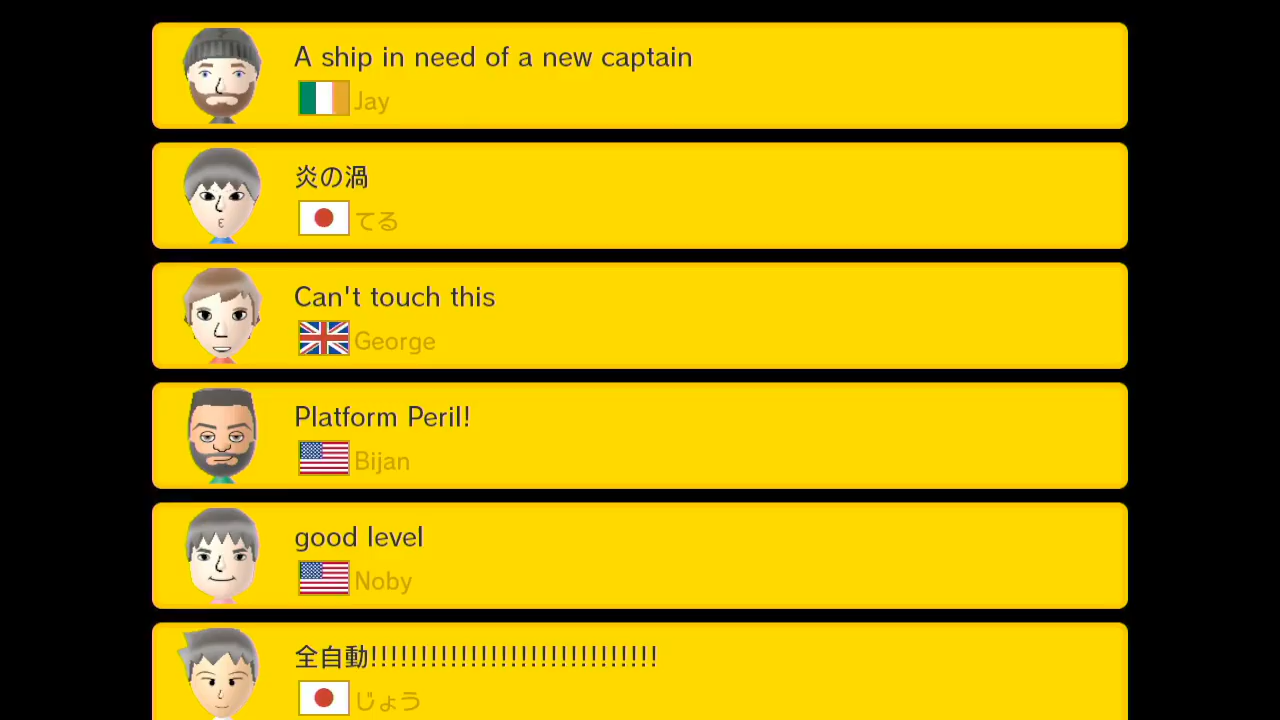 A ship in need of a new captain
Jay
炎の渦
てる
Can't touch this
George
Platform Peril!
Bijan
good level
Noby
全自動!!!!!!!!!!!!!!!!!!!!!!!!!!!!!
じょう